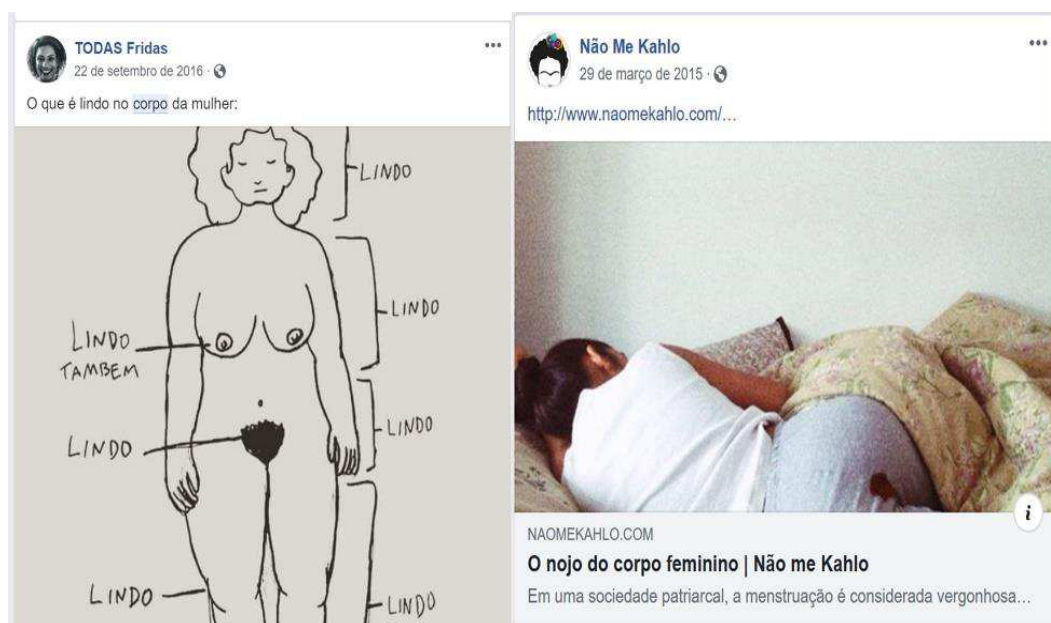 TODAS Fridas
22 de setembro de 2016 ·
O que é lindo no corpo da mulher:
LINDO
LINDO
LINDO
TAMBEM
LINDO
LINDO
LINDO
LINDO
Não Me Kahlo
29 de março de 2015 ·
http://www.naomekahlo.com/...
i
NAOMEKAHLO.COM
O nojo do corpo feminino | Não me Kahlo
Em uma sociedade patriarcal, a menstruação é considerada vergonhosa...